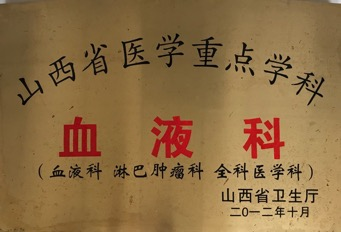 山西省医学重点学科
血液科
(血液科 淋巴肿瘤科 全科医学科)
山西省卫生厅
二〇一二年十月